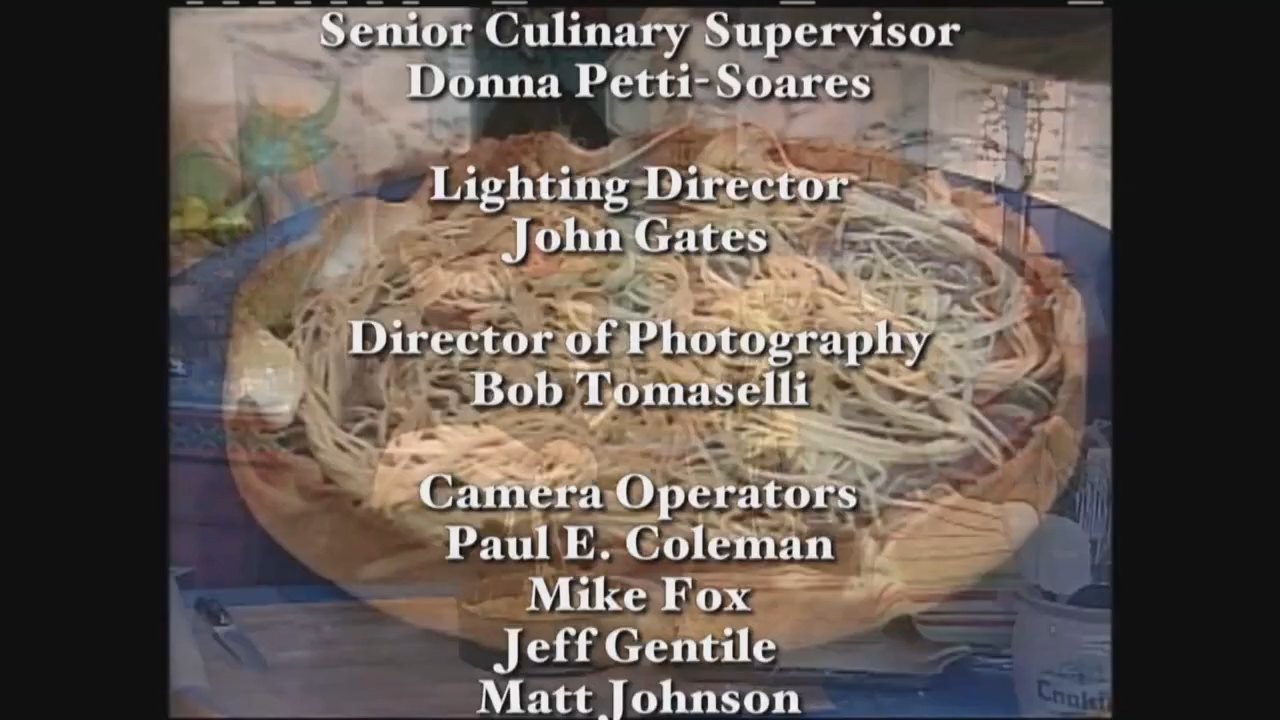 Senior Culinary Supervisor
Donna Petti-Soares
Lighting Director
John Gates
Director of Photography
Bob Tomaselli
Camera Operators
Paul E. Coleman
Mike Fox
Jeff Gentile
Matt Johnson